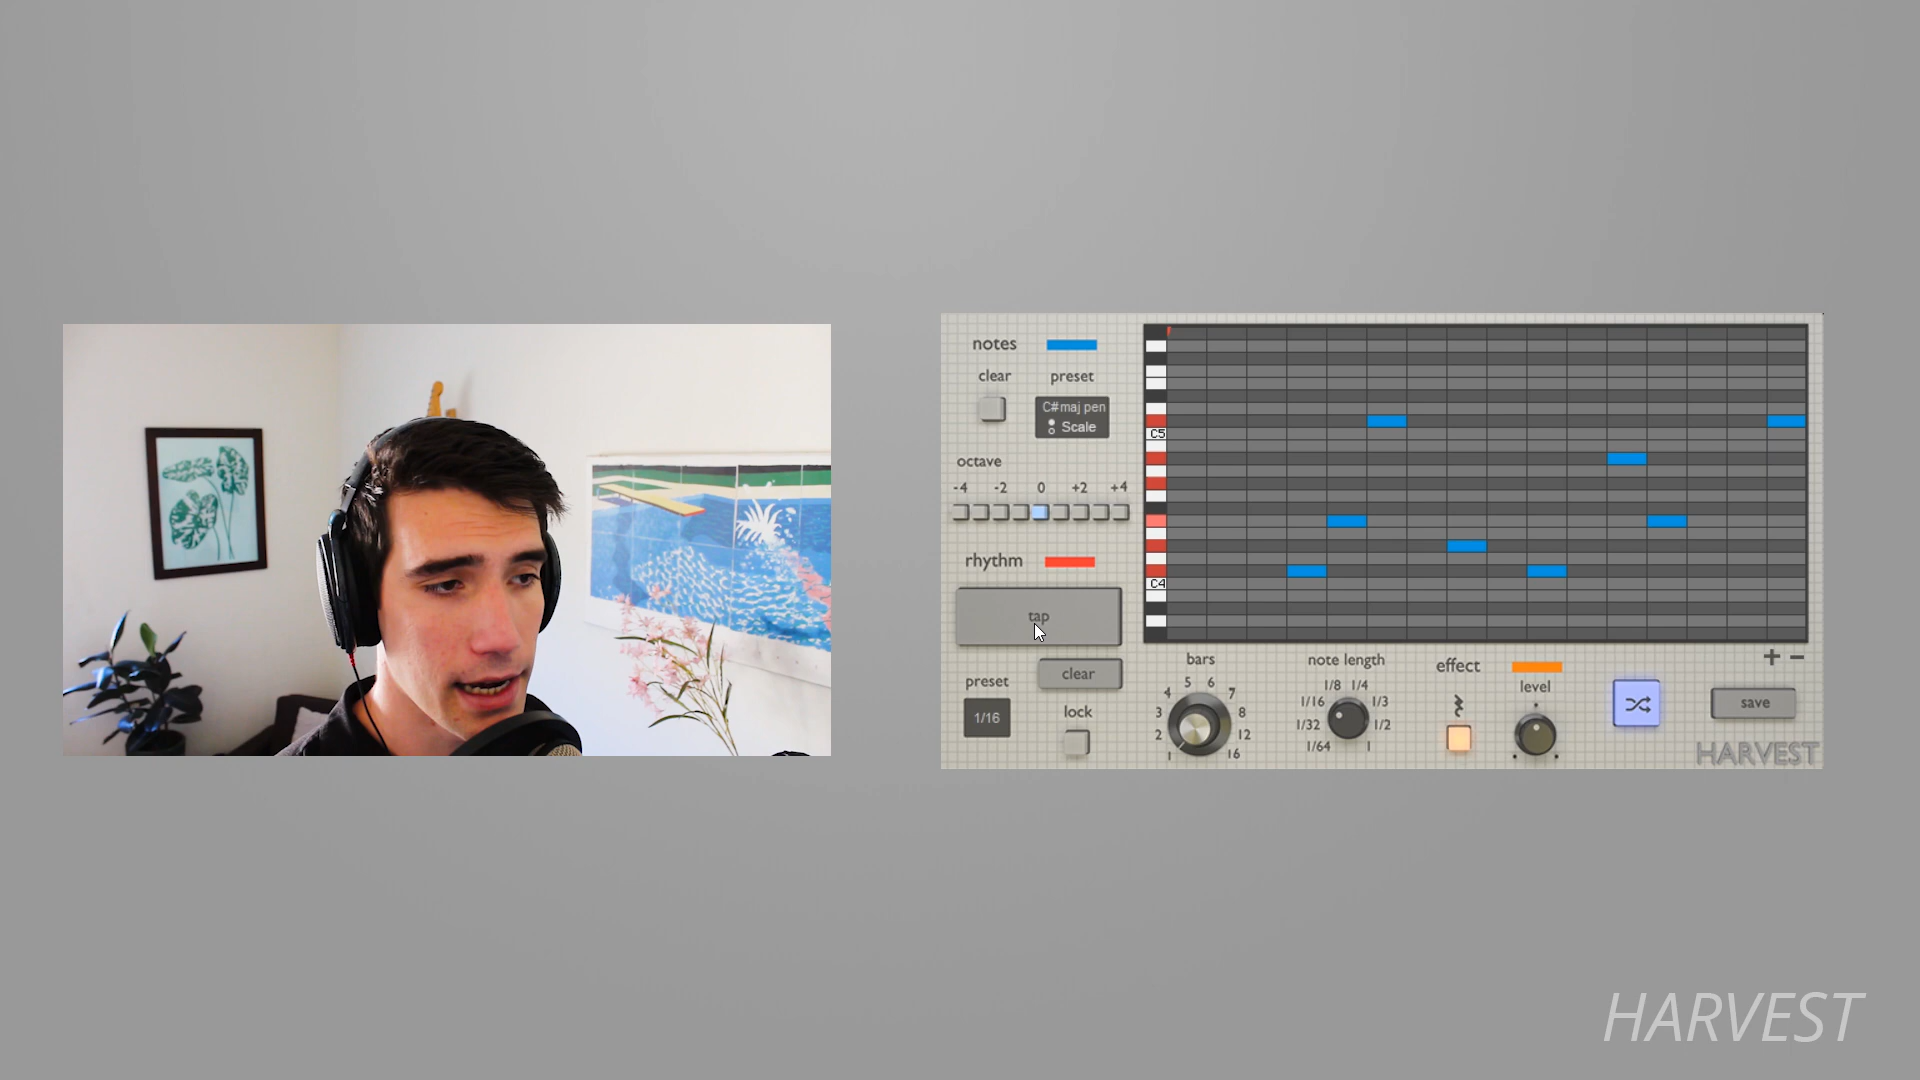 notes
clear
preset
C#maj pen
Scale
octave
-4 -2 0 +2 +4
rhythm
tap
clear
preset
1/16
lock
C5
C4
bars
1 2 3 4 5 6 7 8 12 16
note length
1/64 1/32 1/16 1/8 1/4 1/3 1/2 1
effect
level
+ −
save
HARVEST
HARVEST